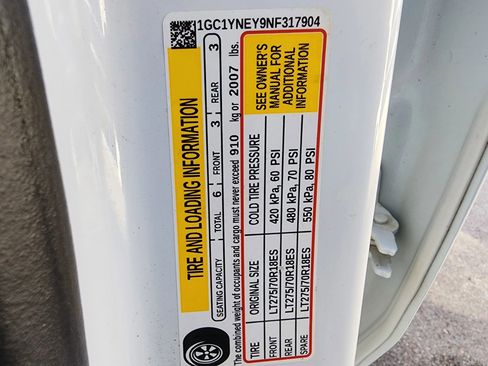 1GC1YNEY9NF317904
TIRE AND LOADING INFORMATION
SEATING CAPACITY TOTAL 6 FRONT 3 REAR 3
The combined weight of occupants and cargo must never exceed 910 kg or 2007 lbs.
TIRE ORIGINAL SIZE COLD TIRE PRESSURE
FRONT LT275/70R18ES 420 kPa, 60 PSI
REAR LT275/70R18ES 480 kPa, 70 PSI
SPARE LT275/70R18ES 550 kPa, 80 PSI
SEE OWNER'S
MANUAL FOR
ADDITIONAL
INFORMATION